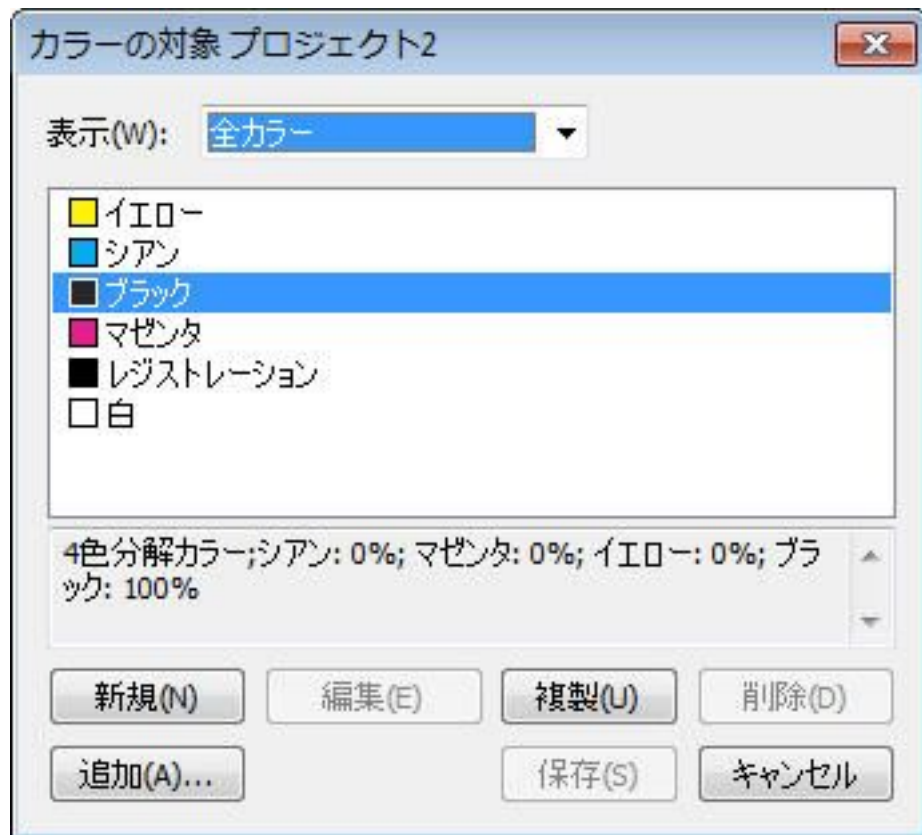 カラーの対象 プロジェクト2
表示(W): 全カラー
イエロー
シアン
ブラック
マゼンタ
レジストレーション
白
4色分解カラー;シアン: 0%; マゼンタ: 0%; イエロー: 0%; ブラ
ック: 100%
新規(N) 編集(E) 複製(U) 削除(D)
追加(A)... 保存(S) キャンセル